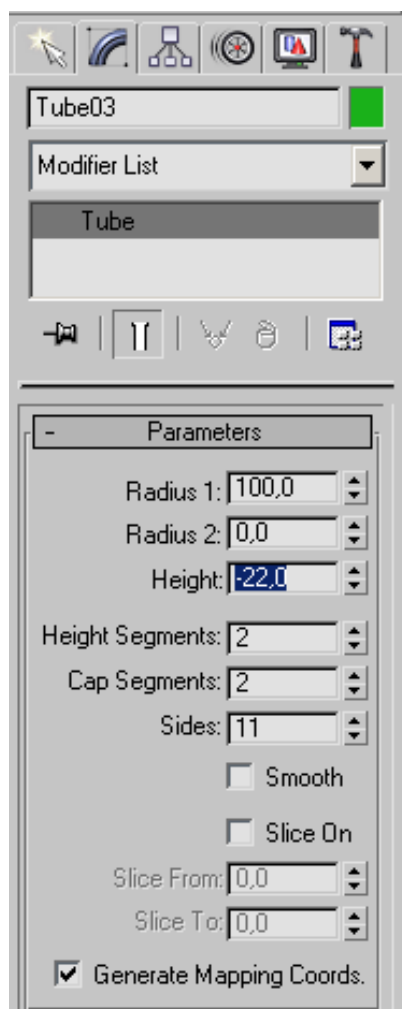 Tube03
Modifier List
Tube
- Parameters
Radius 1: 100,0
Radius 2: 0,0
Height: -22,0
Height Segments: 2
Cap Segments: 2
Sides: 11
Smooth
Slice On
Slice From: 0,0
Slice To: 0,0
Generate Mapping Coords.